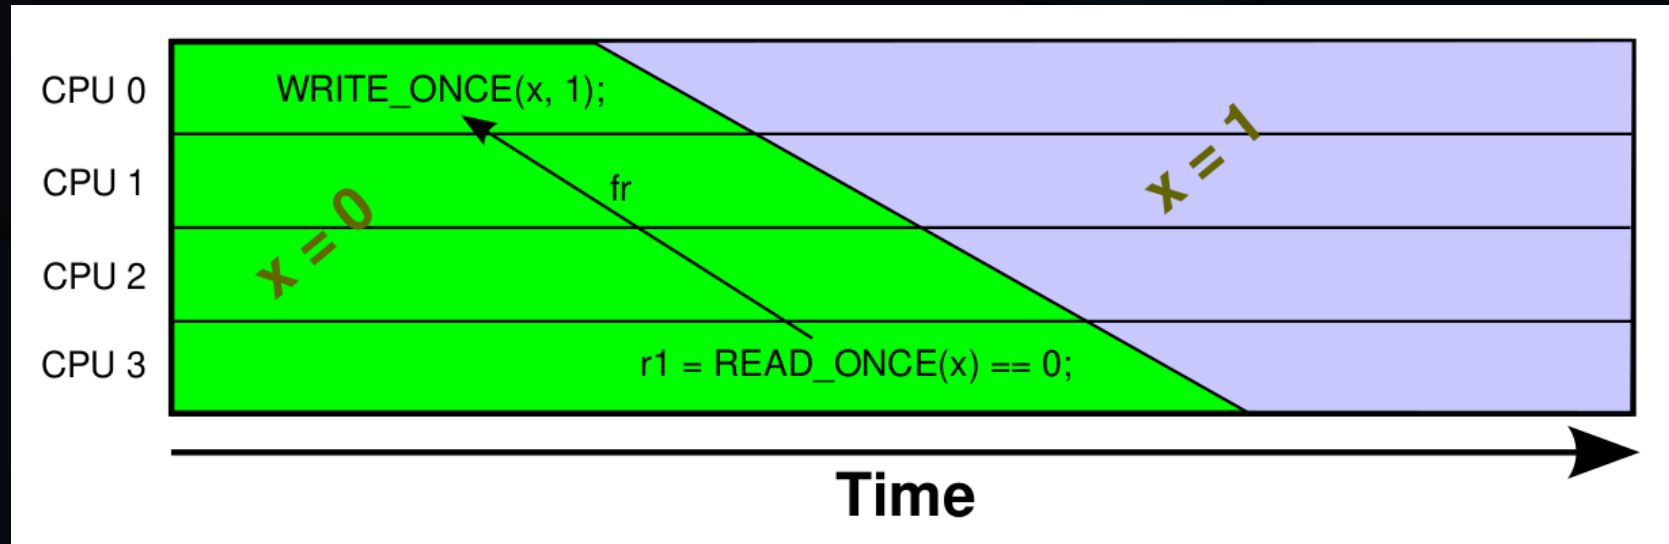 CPU 0
WRITE_ONCE(x, 1);
x = 1
CPU 1
fr
x = 0
CPU 2
CPU 3
r1 = READ_ONCE(x) == 0;
Time